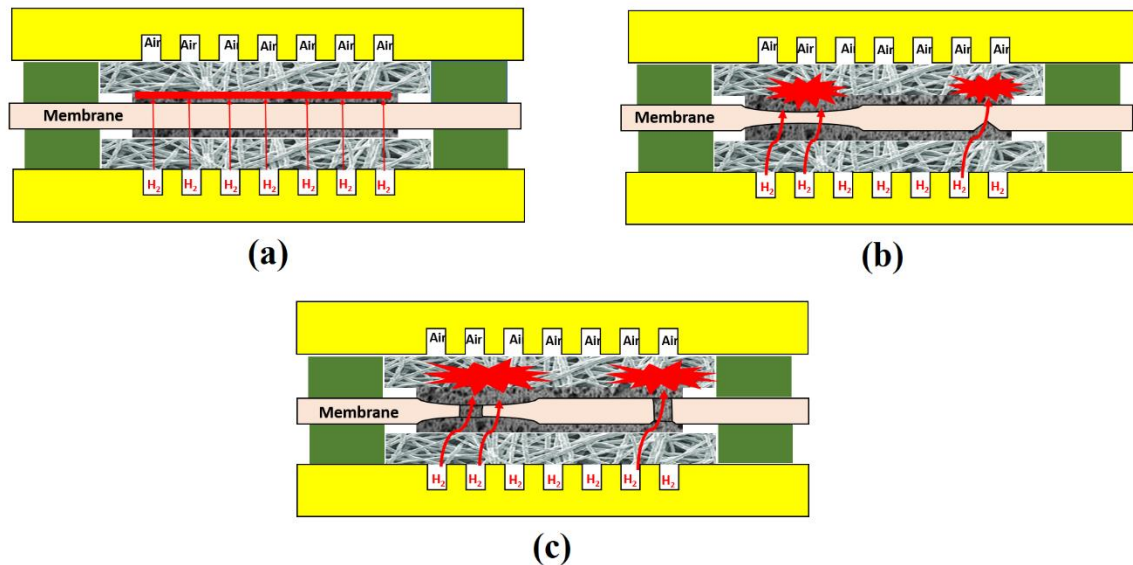 Air Air Air Air Air Air Air
Membrane
H₂ H₂ H₂ H₂ H₂ H₂ H₂
(a)
Air Air Air Air Air Air Air
Membrane
H₂ H₂ H₂ H₂ H₂ H₂ H₂
(b)
Air Air Ai Air Air Air Air
Membrane
H₂ H₂ H₂ H₂ H₂ H₂ H₂
(c)